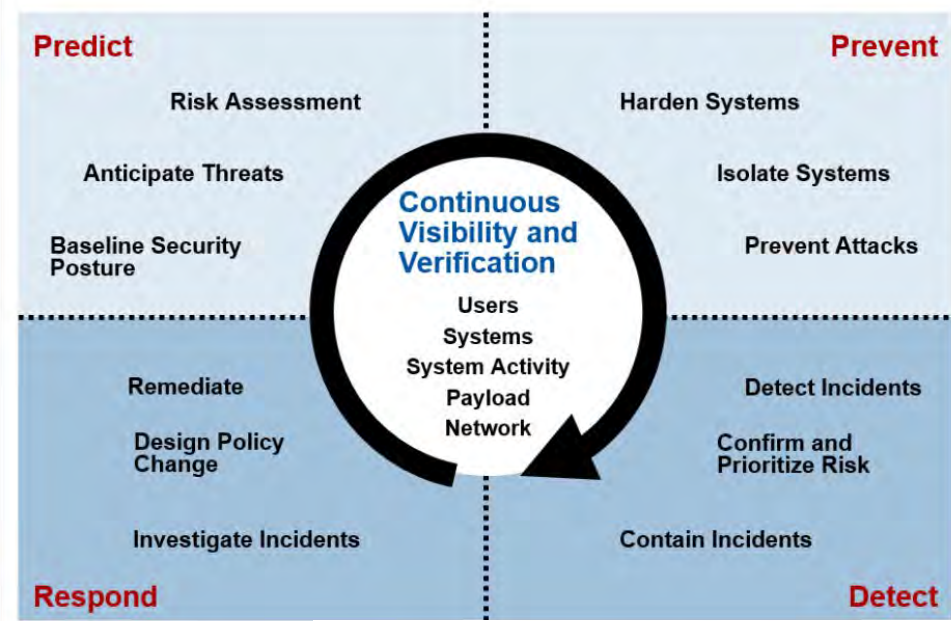 Predict
Risk Assessment
Anticipate Threats
Baseline Security
Posture
Prevent
Harden Systems
Isolate Systems
Prevent Attacks
Continuous
Visibility and
Verification
Users
Systems
System Activity
Payload
Network
Remediate
Design Policy
Change
Investigate Incidents
Respond
Detect Incidents
Confirm and
Prioritize Risk
Contain Incidents
Detect